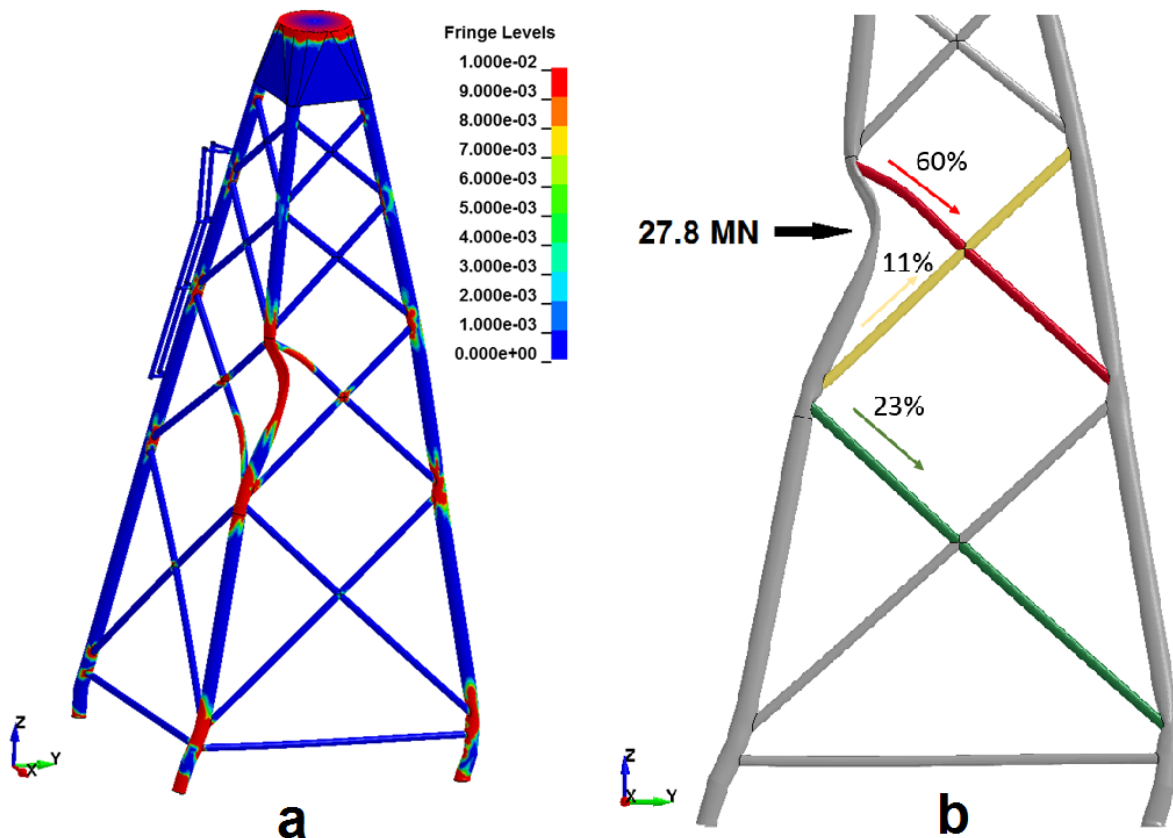 Fringe Levels
1.000e-02
9.000e-03
8.000e-03
7.000e-03
6.000e-03
5.000e-03
4.000e-03
3.000e-03
2.000e-03
1.000e-03
0.000e+00
Z
X
Y
a
60%
27.8 MN
11%
23%
Z
X
Y
b